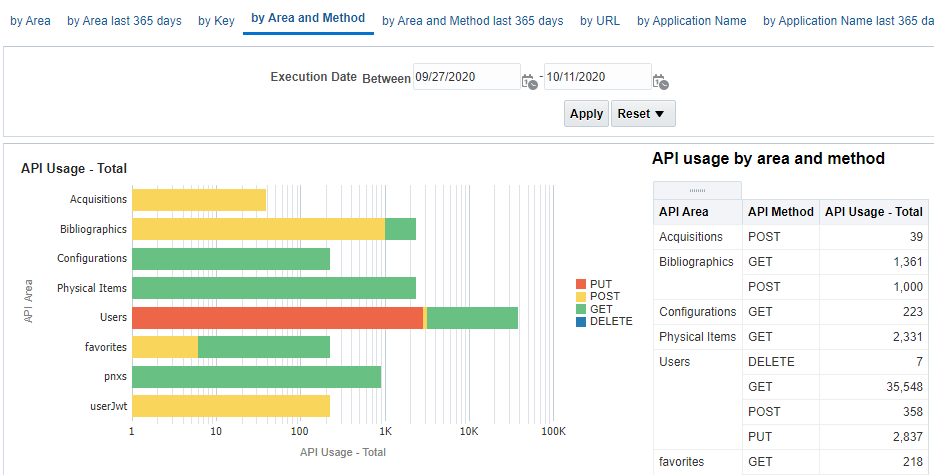 by Area by Area last 365 days by Key by Area and Method by Area and Method last 365 days by URL by Application Name by Application Name last 365 da
Execution Date Between 09/27/2020 - 10/11/2020
Apply Reset
API Usage - Total
API Area
Acquisitions
Bibliographics
Configurations
Physical Items
Users
favorites
pnxs
userJwt
1 10 100 1K 10K 100K
API Usage - Total
PUT
POST
GET
DELETE
API usage by area and method
API Area API Method API Usage - Total
Acquisitions POST 39
Bibliographics GET 1,361
POST 1,000
Configurations GET 223
Physical Items GET 2,331
Users DELETE 7
GET 35,548
POST 358
PUT 2,837
favorites GET 218